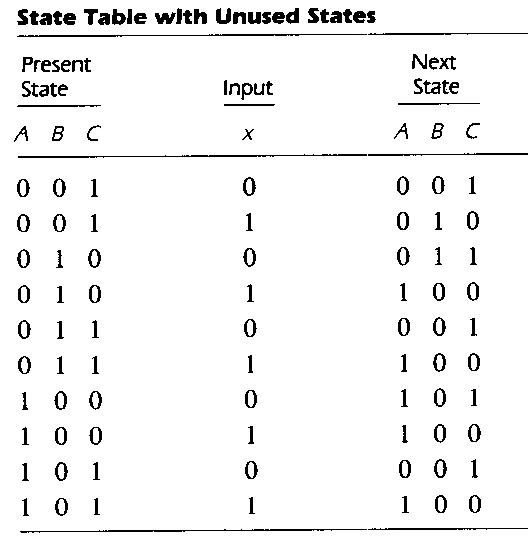 State Table with Unused States
Present State Input Next State
A B C x A B C
0 0 1 0 0 0 1
0 0 1 1 0 1 0
0 1 0 0 0 1 1
0 1 0 1 1 0 0
0 1 1 0 0 0 1
0 1 1 1 1 0 0
1 0 0 0 1 0 1
1 0 0 1 1 0 0
1 0 1 0 0 0 1
1 0 1 1 1 0 0